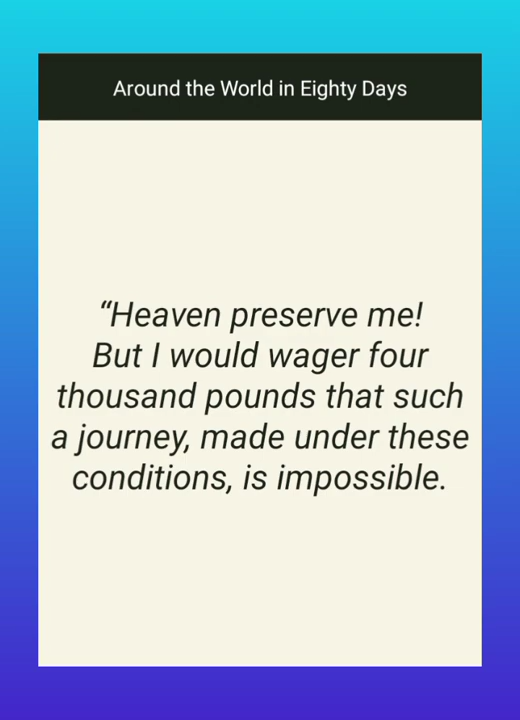 Around the World in Eighty Days
“Heaven preserve me!
But I would wager four
thousand pounds that such
a journey, made under these
conditions, is impossible.